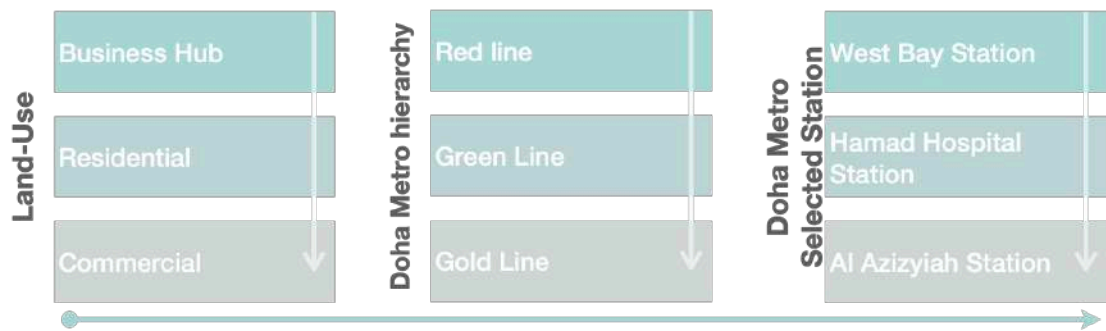 Land-Use
Business Hub
Residential
Commercial
Doha Metro hierarchy
Red line
Green Line
Gold Line
Doha Metro
Selected Station
West Bay Station
Hamad Hospital
Station
Al Azizyiah Station